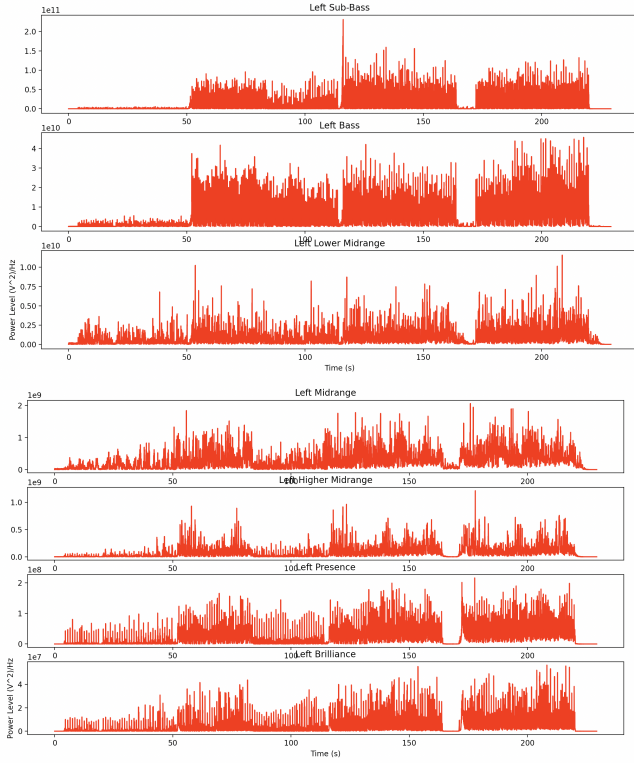 Left Sub-Bass
1e11
2.0
1.5
1.0
0.5
0.0
0 50 100 150 200
Left Bass
1e10
4
3
2
1
0
0 50 100 150 200
Left Lower Midrange
1e10
1.00
0.75
0.50
0.25
0.00
Power Level (V^2)/Hz
0 50 100 150 200
Time (s)
Left Midrange
1e9
2
1
0
0 50 100 150 200
Left Higher Midrange
1e9
1.0
0.5
0.0
0 50 100 150 200
Left Presence
1e8
2
1
0
0 50 100 150 200
Left Brilliance
1e7
4
2
0
Power Level (V^2)/Hz
0 50 100 150 200
Time (s)